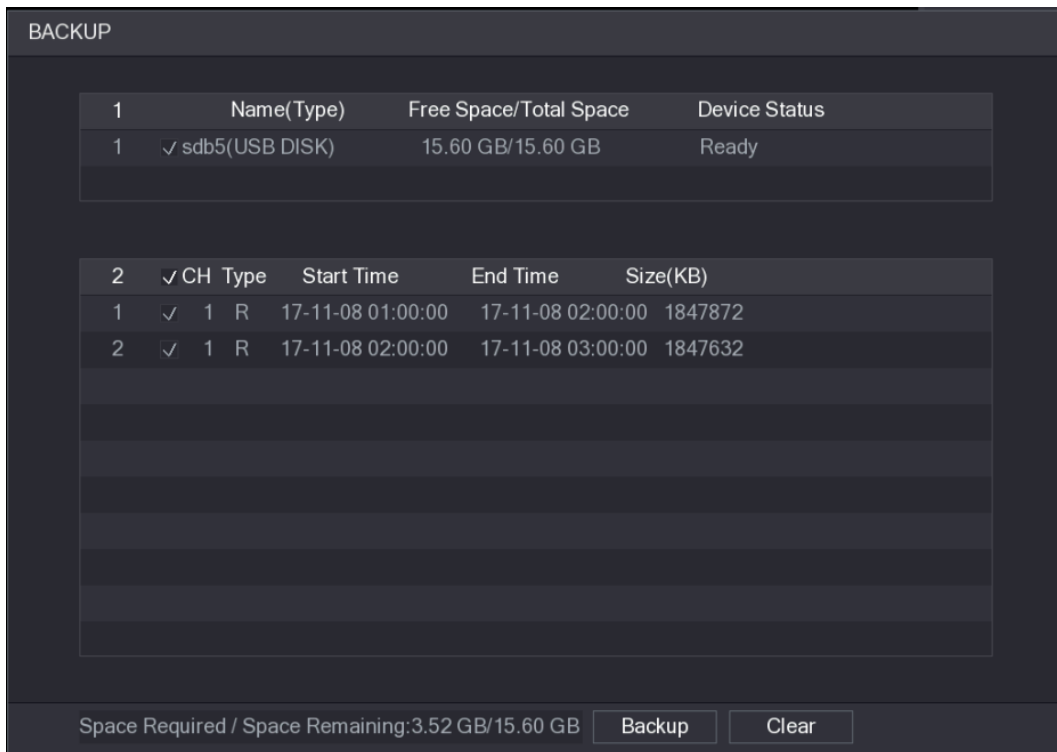 BACKUP
1 Name(Type) Free Space/Total Space Device Status
1 sdb5(USB DISK) 15.60 GB/15.60 GB Ready
2 CH Type Start Time End Time Size(KB)
1 1 R 17-11-08 01:00:00 17-11-08 02:00:00 1847872
2 1 R 17-11-08 02:00:00 17-11-08 03:00:00 1847632
Space Required / Space Remaining:3.52 GB/15.60 GB Backup Clear